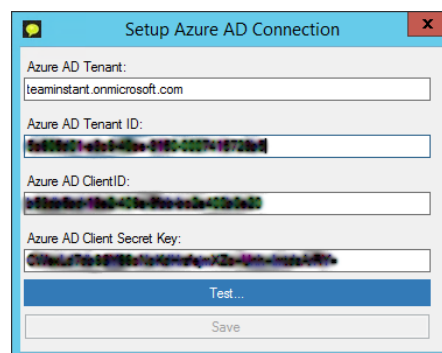 Setup Azure AD Connection
x
Azure AD Tenant:
teaminstant.onmicrosoft.com
Azure AD Tenant ID:
Azure AD ClientID:
Azure AD Client Secret Key:
Test...
Save